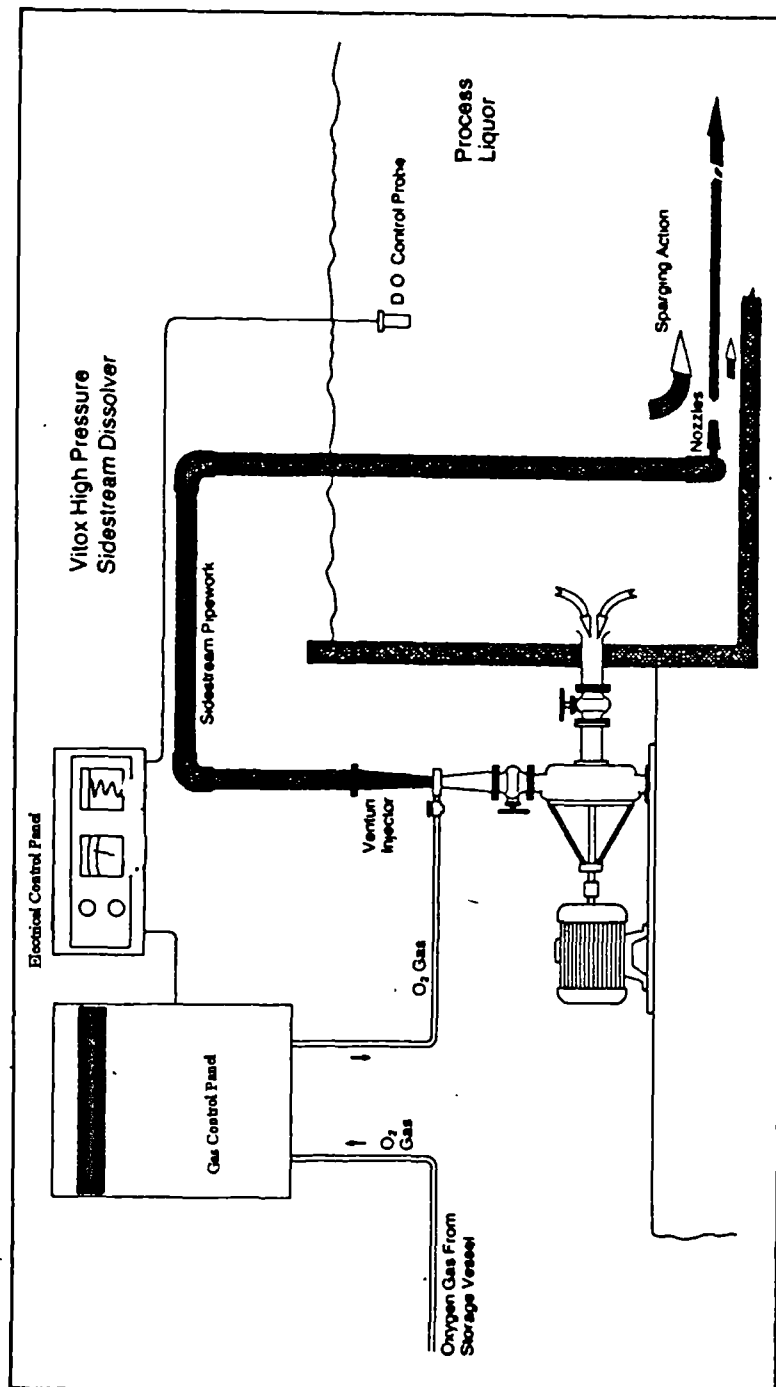 Vitox High Pressure
Sidestream Dissolver
Electrical Control Panel
Gas Control Panel
O₂ Gas
O₂
Gas
Oxygen Gas From
Storage Vessel
Venturi
Injector
Sidestream Pipework
D O Control Probe
Process
Liquor
Nozzles
Sparging Action